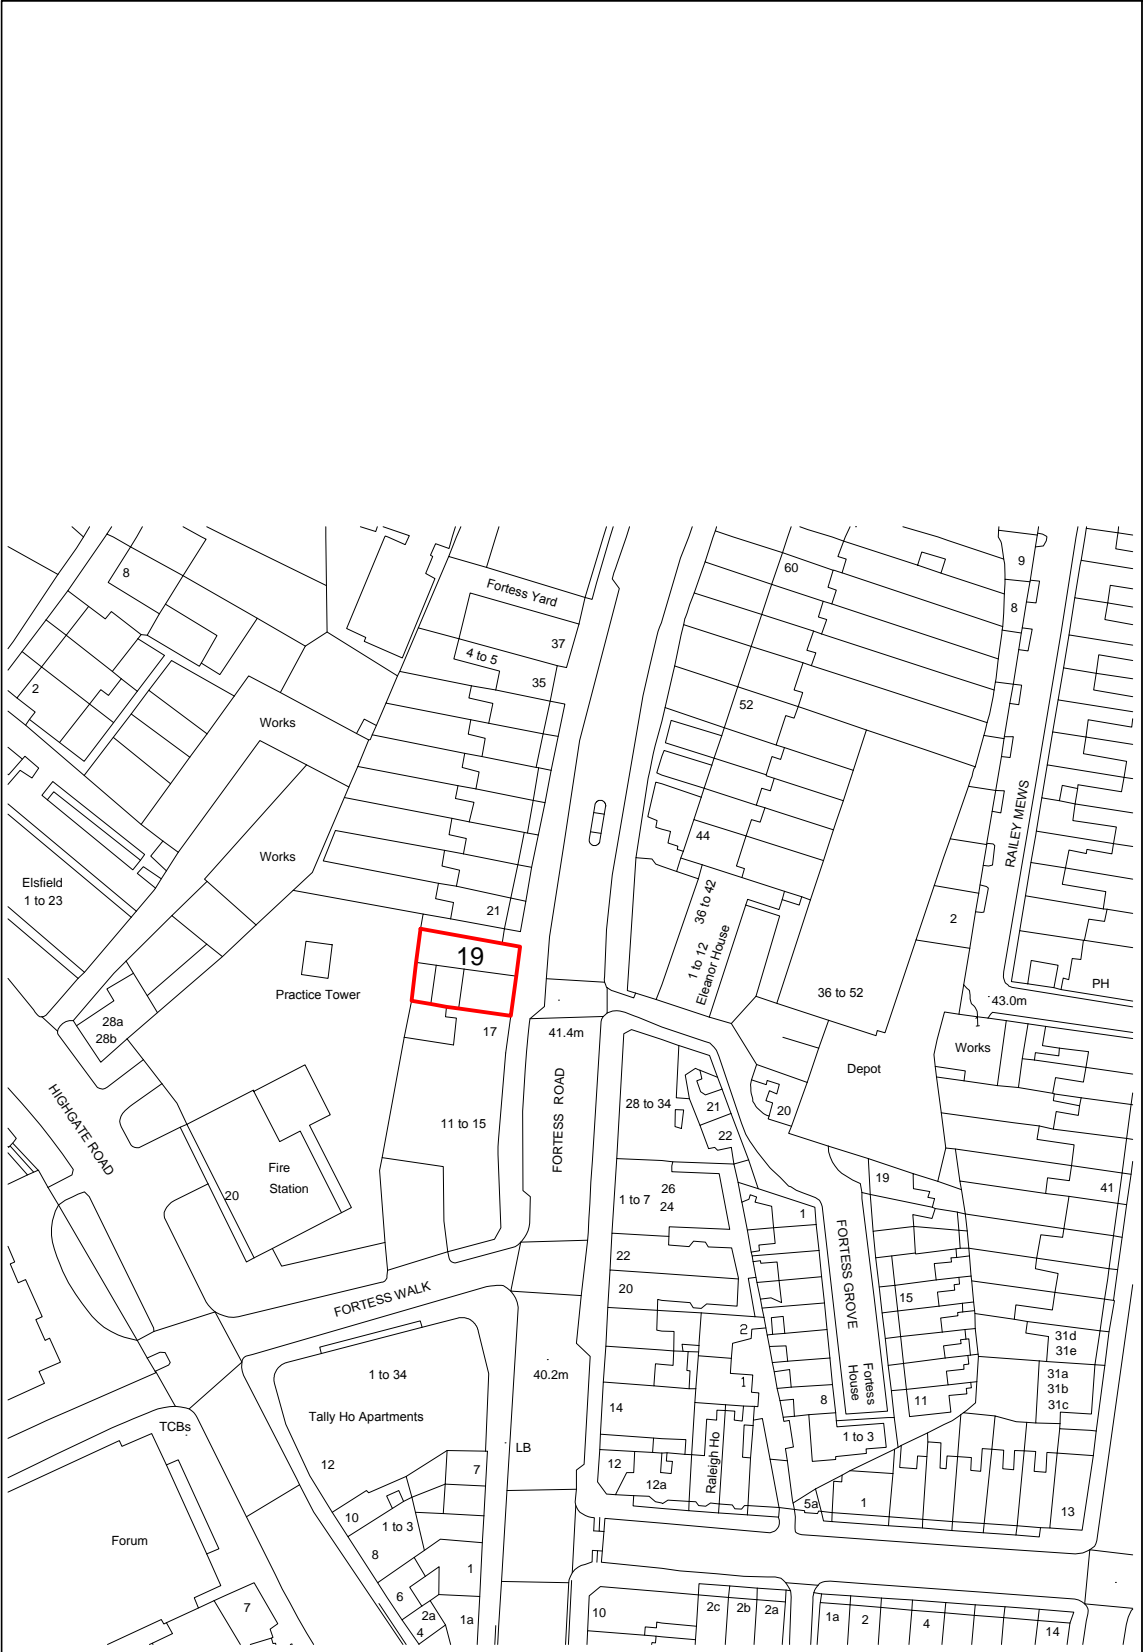 8
Fortess Yard
37
4 to 5
35
60
9
8
2
Works
52
RAILEY MEWS
44
Works
Elsfield
1 to 23
21
36 to 42
1 to 12
Eleanor House
2
19
Practice Tower
36 to 52
PH
43.0m
28a
28b
17
41.4m
Works
Depot
HIGHGATE ROAD
FORTESS ROAD
28 to 34
21
20
22
11 to 15
Fire
Station
20
19
41
1 to 7
26
24
1
FORTESS GROVE
22
20
15
FORTESS WALK
2
31d
31e
1 to 34
40.2m
1
Fortess
House
31a
31b
31c
Tally Ho Apartments
14
8
11
TCBs
LB
1 to 3
12
7
12
12a
Raleigh Ho
5a
1
13
10
1 to 3
Forum
8
1
6
7
2a
4
1a
10
2c
2b
2a
1a
2
4
14